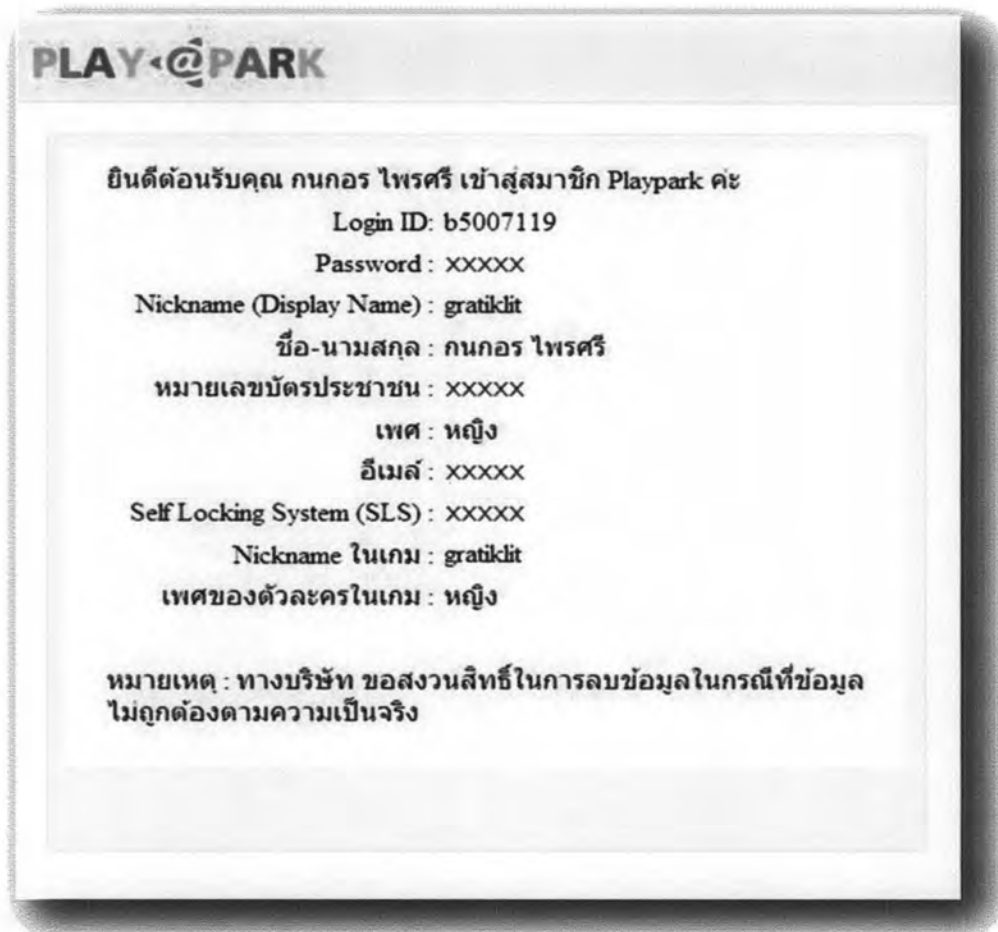 PLAY@PARK
ยินดีต้อนรับคุณ กนกอร ไพรศรี เข้าสู่สมาชิก Playpark ค่ะ
Login ID: b5007119
Password : xxxxx
Nickname (Display Name) : gratiklit
ชื่อ-นามสกุล : กนกอร ไพรศรี
หมายเลขบัตรประชาชน : xxxxx
เพศ : หญิง
อีเมล์ : xxxxx
Self Locking System (SLS) : xxxxx
Nickname ในเกม : gratiklit
เพศของตัวละครในเกม : หญิง
หมายเหตุ : ทางบริษัท ขอสงวนสิทธิ์ในการลบข้อมูลในกรณีที่ข้อมูล
ไม่ถูกต้องตามความเป็นจริง